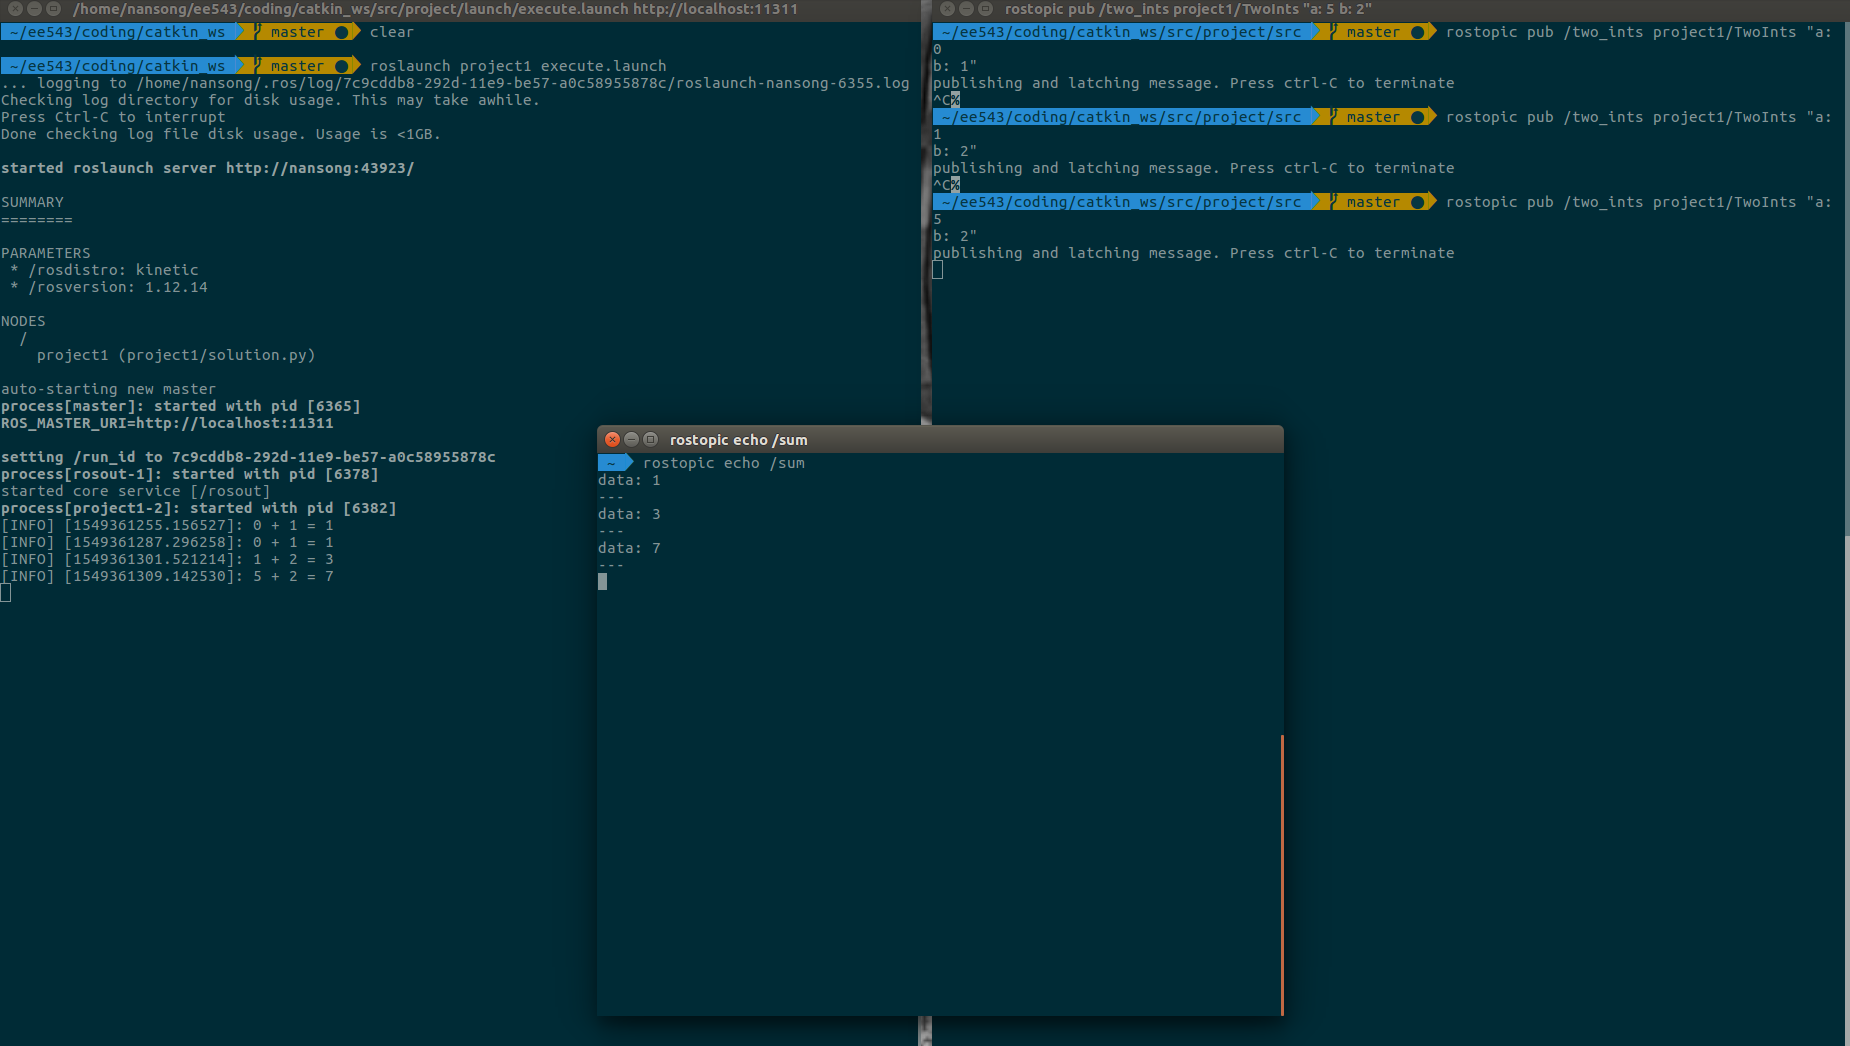 /home/nansong/ee543/coding/catkin_ws/src/project/launch/execute.launch http://localhost:11311
~/ee543/coding/catkin_ws master ● clear
~/ee543/coding/catkin_ws master ● roslaunch project1 execute.launch
... logging to /home/nansong/.ros/log/7c9cddb8-292d-11e9-be57-a0c58955878c/roslaunch-nansong-6355.log
Checking log directory for disk usage. This may take awhile.
Press Ctrl-C to interrupt
Done checking log file disk usage. Usage is <1GB.
started roslaunch server http://nansong:43923/
SUMMARY
========
PARAMETERS
* /rosdistro: kinetic
* /rosversion: 1.12.14
NODES
/
project1 (project1/solution.py)
auto-starting new master
process[master]: started with pid [6365]
ROS_MASTER_URI=http://localhost:11311
setting /run_id to 7c9cddb8-292d-11e9-be57-a0c58955878c
process[rosout-1]: started with pid [6378]
started core service [/rosout]
process[project1-2]: started with pid [6382]
[INFO] [1549361255.156527]: 0 + 1 = 1
[INFO] [1549361287.296258]: 0 + 1 = 1
[INFO] [1549361301.521214]: 1 + 2 = 3
[INFO] [1549361309.142530]: 5 + 2 = 7
rostopic pub /two_ints project1/TwoInts "a: 5 b: 2"
~/ee543/coding/catkin_ws/src/project/src master ● rostopic pub /two_ints project1/TwoInts "a:
0
b: 1"
publishing and latching message. Press ctrl-C to terminate
^C%
~/ee543/coding/catkin_ws/src/project/src master ● rostopic pub /two_ints project1/TwoInts "a:
1
b: 2"
publishing and latching message. Press ctrl-C to terminate
^C%
~/ee543/coding/catkin_ws/src/project/src master ● rostopic pub /two_ints project1/TwoInts "a:
5
b: 2"
publishing and latching message. Press ctrl-C to terminate
rostopic echo /sum
~ rostopic echo /sum
data: 1
---
data: 3
---
data: 7
---